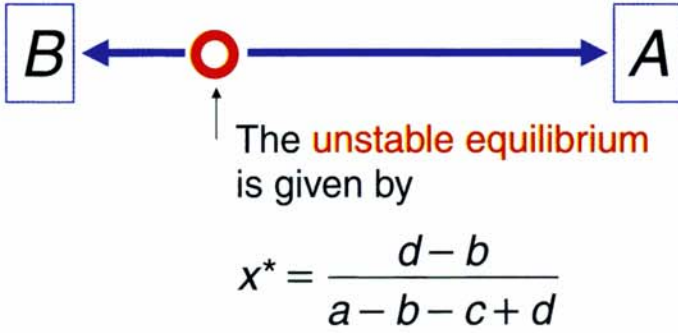 B A
The unstable equilibrium
is given by
x* = (d – b) / (a – b – c + d)